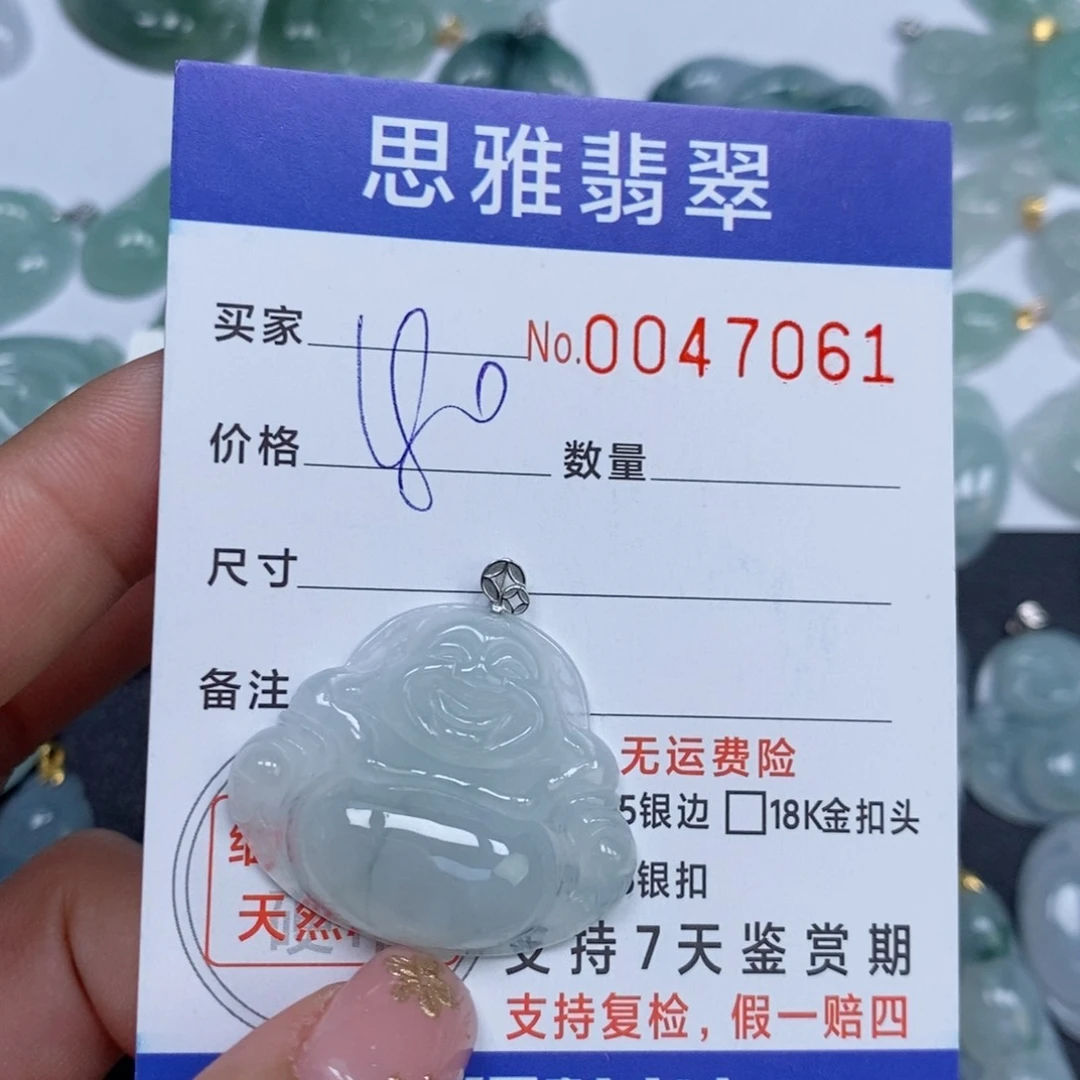 思雅翡翠
买家 No.0047061
价格 数量
尺寸
备注
无运费险
5银边 □18K金扣头
银扣
天然
支持7天鉴赏期
支持复检，假一赔四